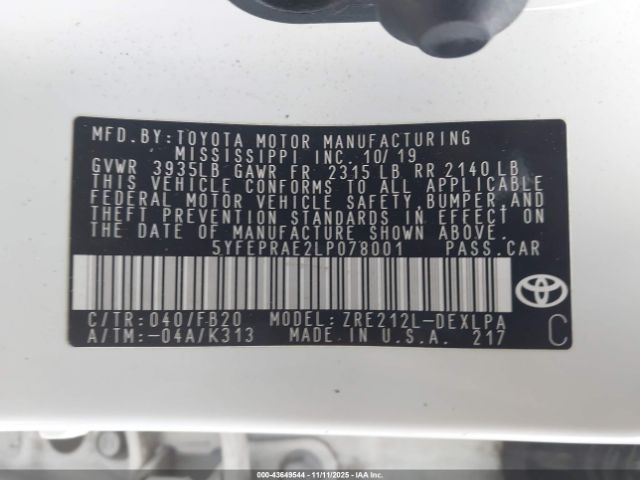 MFD. BY: TOYOTA MOTOR MANUFACTURING
MISSISSIPPI INC. 10/19
GVWR 3935LB GAWR FR 2315 LB RR 2140 LB
THIS VEHICLE CONFORMS TO ALL APPLICABLE
FEDERAL MOTOR VEHICLE SAFETY, BUMPER, AND
THEFT PREVENTION STANDARDS IN EFFECT ON
THE DATE OF MANUFACTURE SHOWN ABOVE.
5YFEPRAE2LP078001 PASS. CAR
C/TR: 040/FB20 MODEL: ZRE212L-DEXLPA
A/TM: -04A/K313 MADE IN U.S.A. 217 C
000-43649544 - 11/11/2025 - IAAI.CA